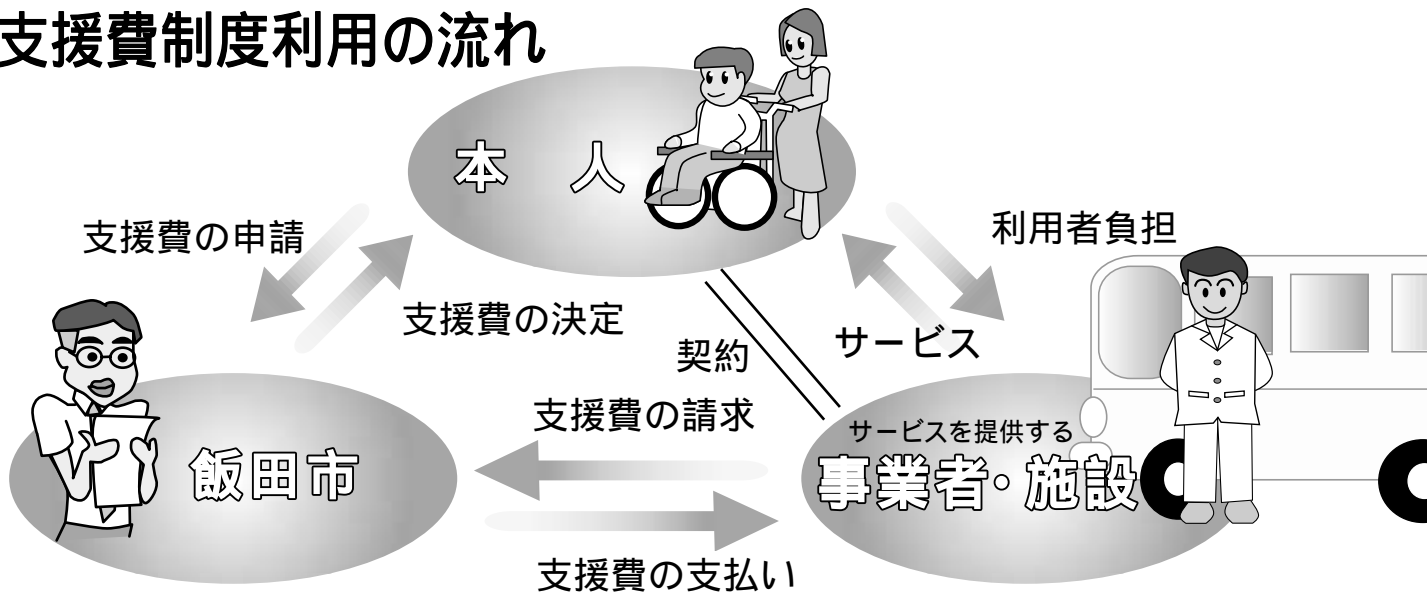 支援費制度利用の流れ
本 人
支援費の申請
利用者負担
支援費の決定
契約
サービス
支援費の請求
飯田市
サービスを提供する
事業者・施設
支援費の支払い